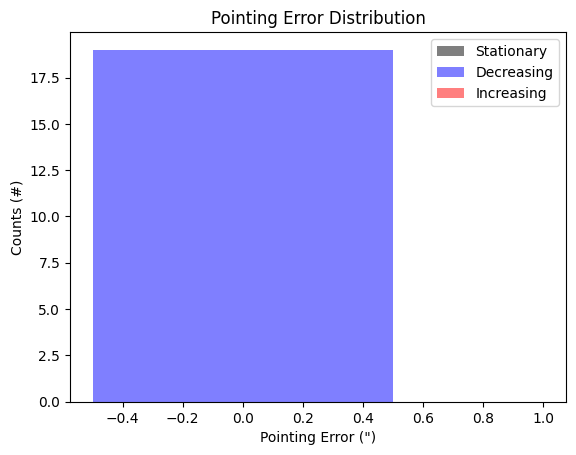 Pointing Error Distribution
Stationary
Decreasing
Increasing
17.5
15.0
12.5
10.0
7.5
5.0
2.5
0.0
Counts (#)
−0.4 −0.2 0.0 0.2 0.4 0.6 0.8 1.0
Pointing Error (")